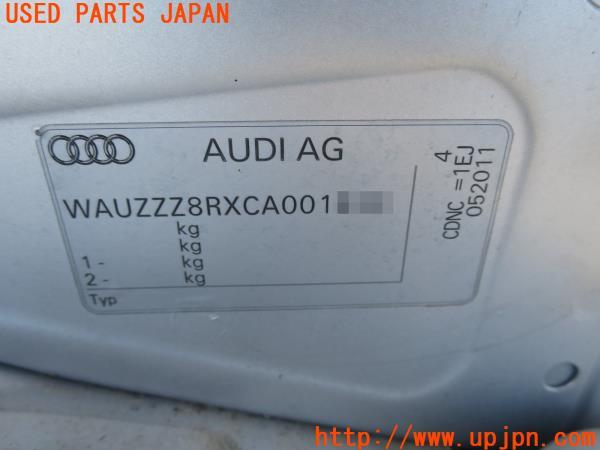 USED PARTS JAPAN
AUDI AG
WAUZZZ8RXCA001
kg
kg
1 - kg
2 - kg
Typ
4
CDNC =1EJ
052011
http://www.upjpn.com/